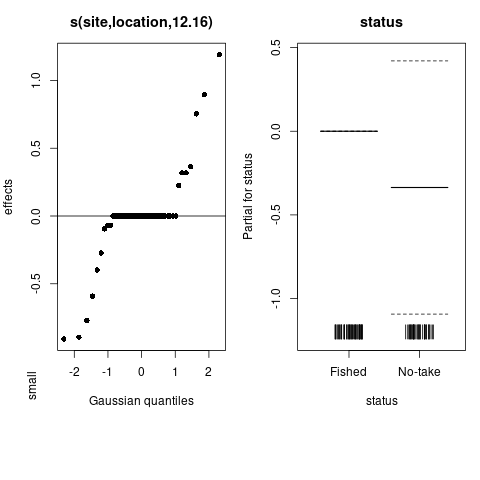 s(site,location,12.16)
effects
1.0
0.5
0.0
-0.5
-2
-1
0
1
2
Gaussian quantiles
small
status
Partial for status
0.5
0.0
-0.5
-1.0
Fished
No-take
status